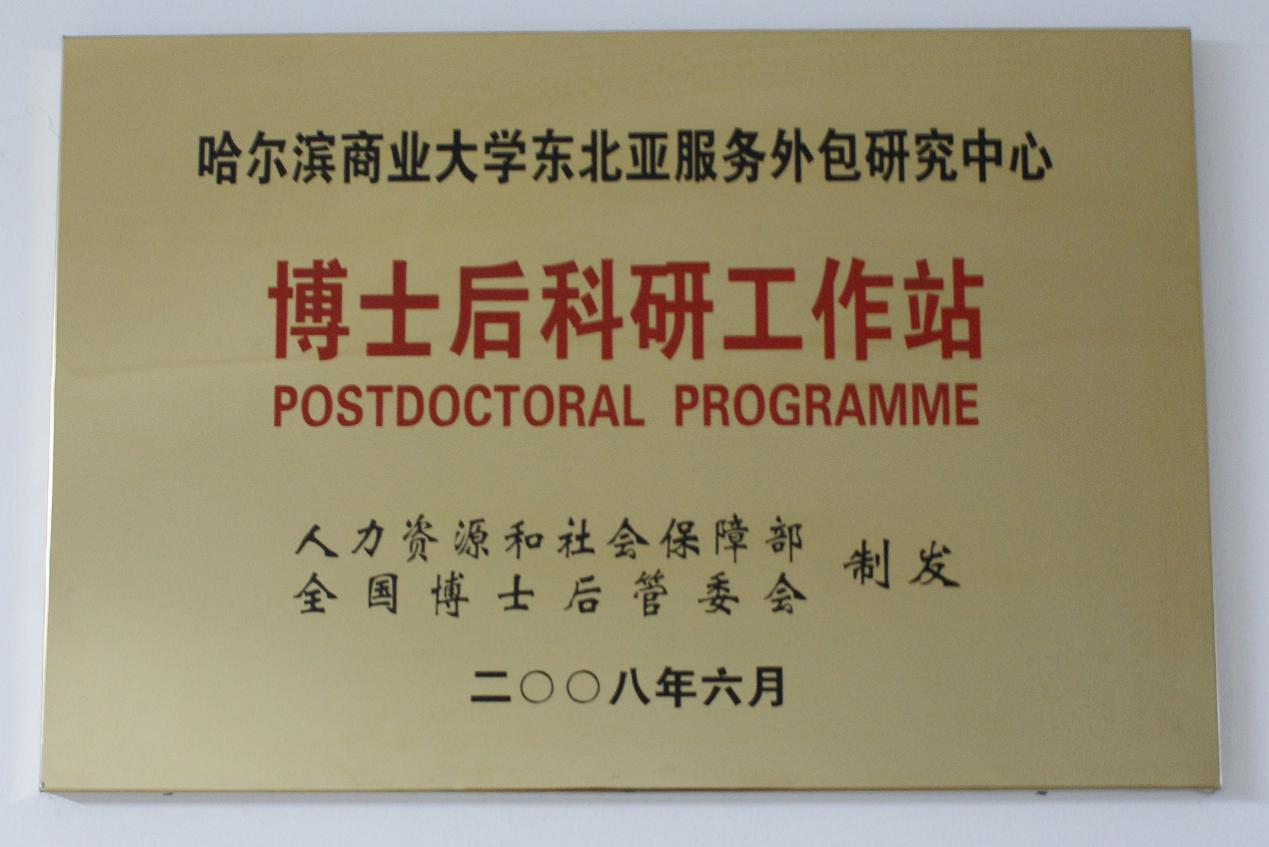 哈尔滨商业大学东北亚服务外包研究中心
博士后科研工作站
POSTDOCTORAL PROGRAMME
人力资源和社会保障部
全国博士后管委会
制发
二〇〇八年六月